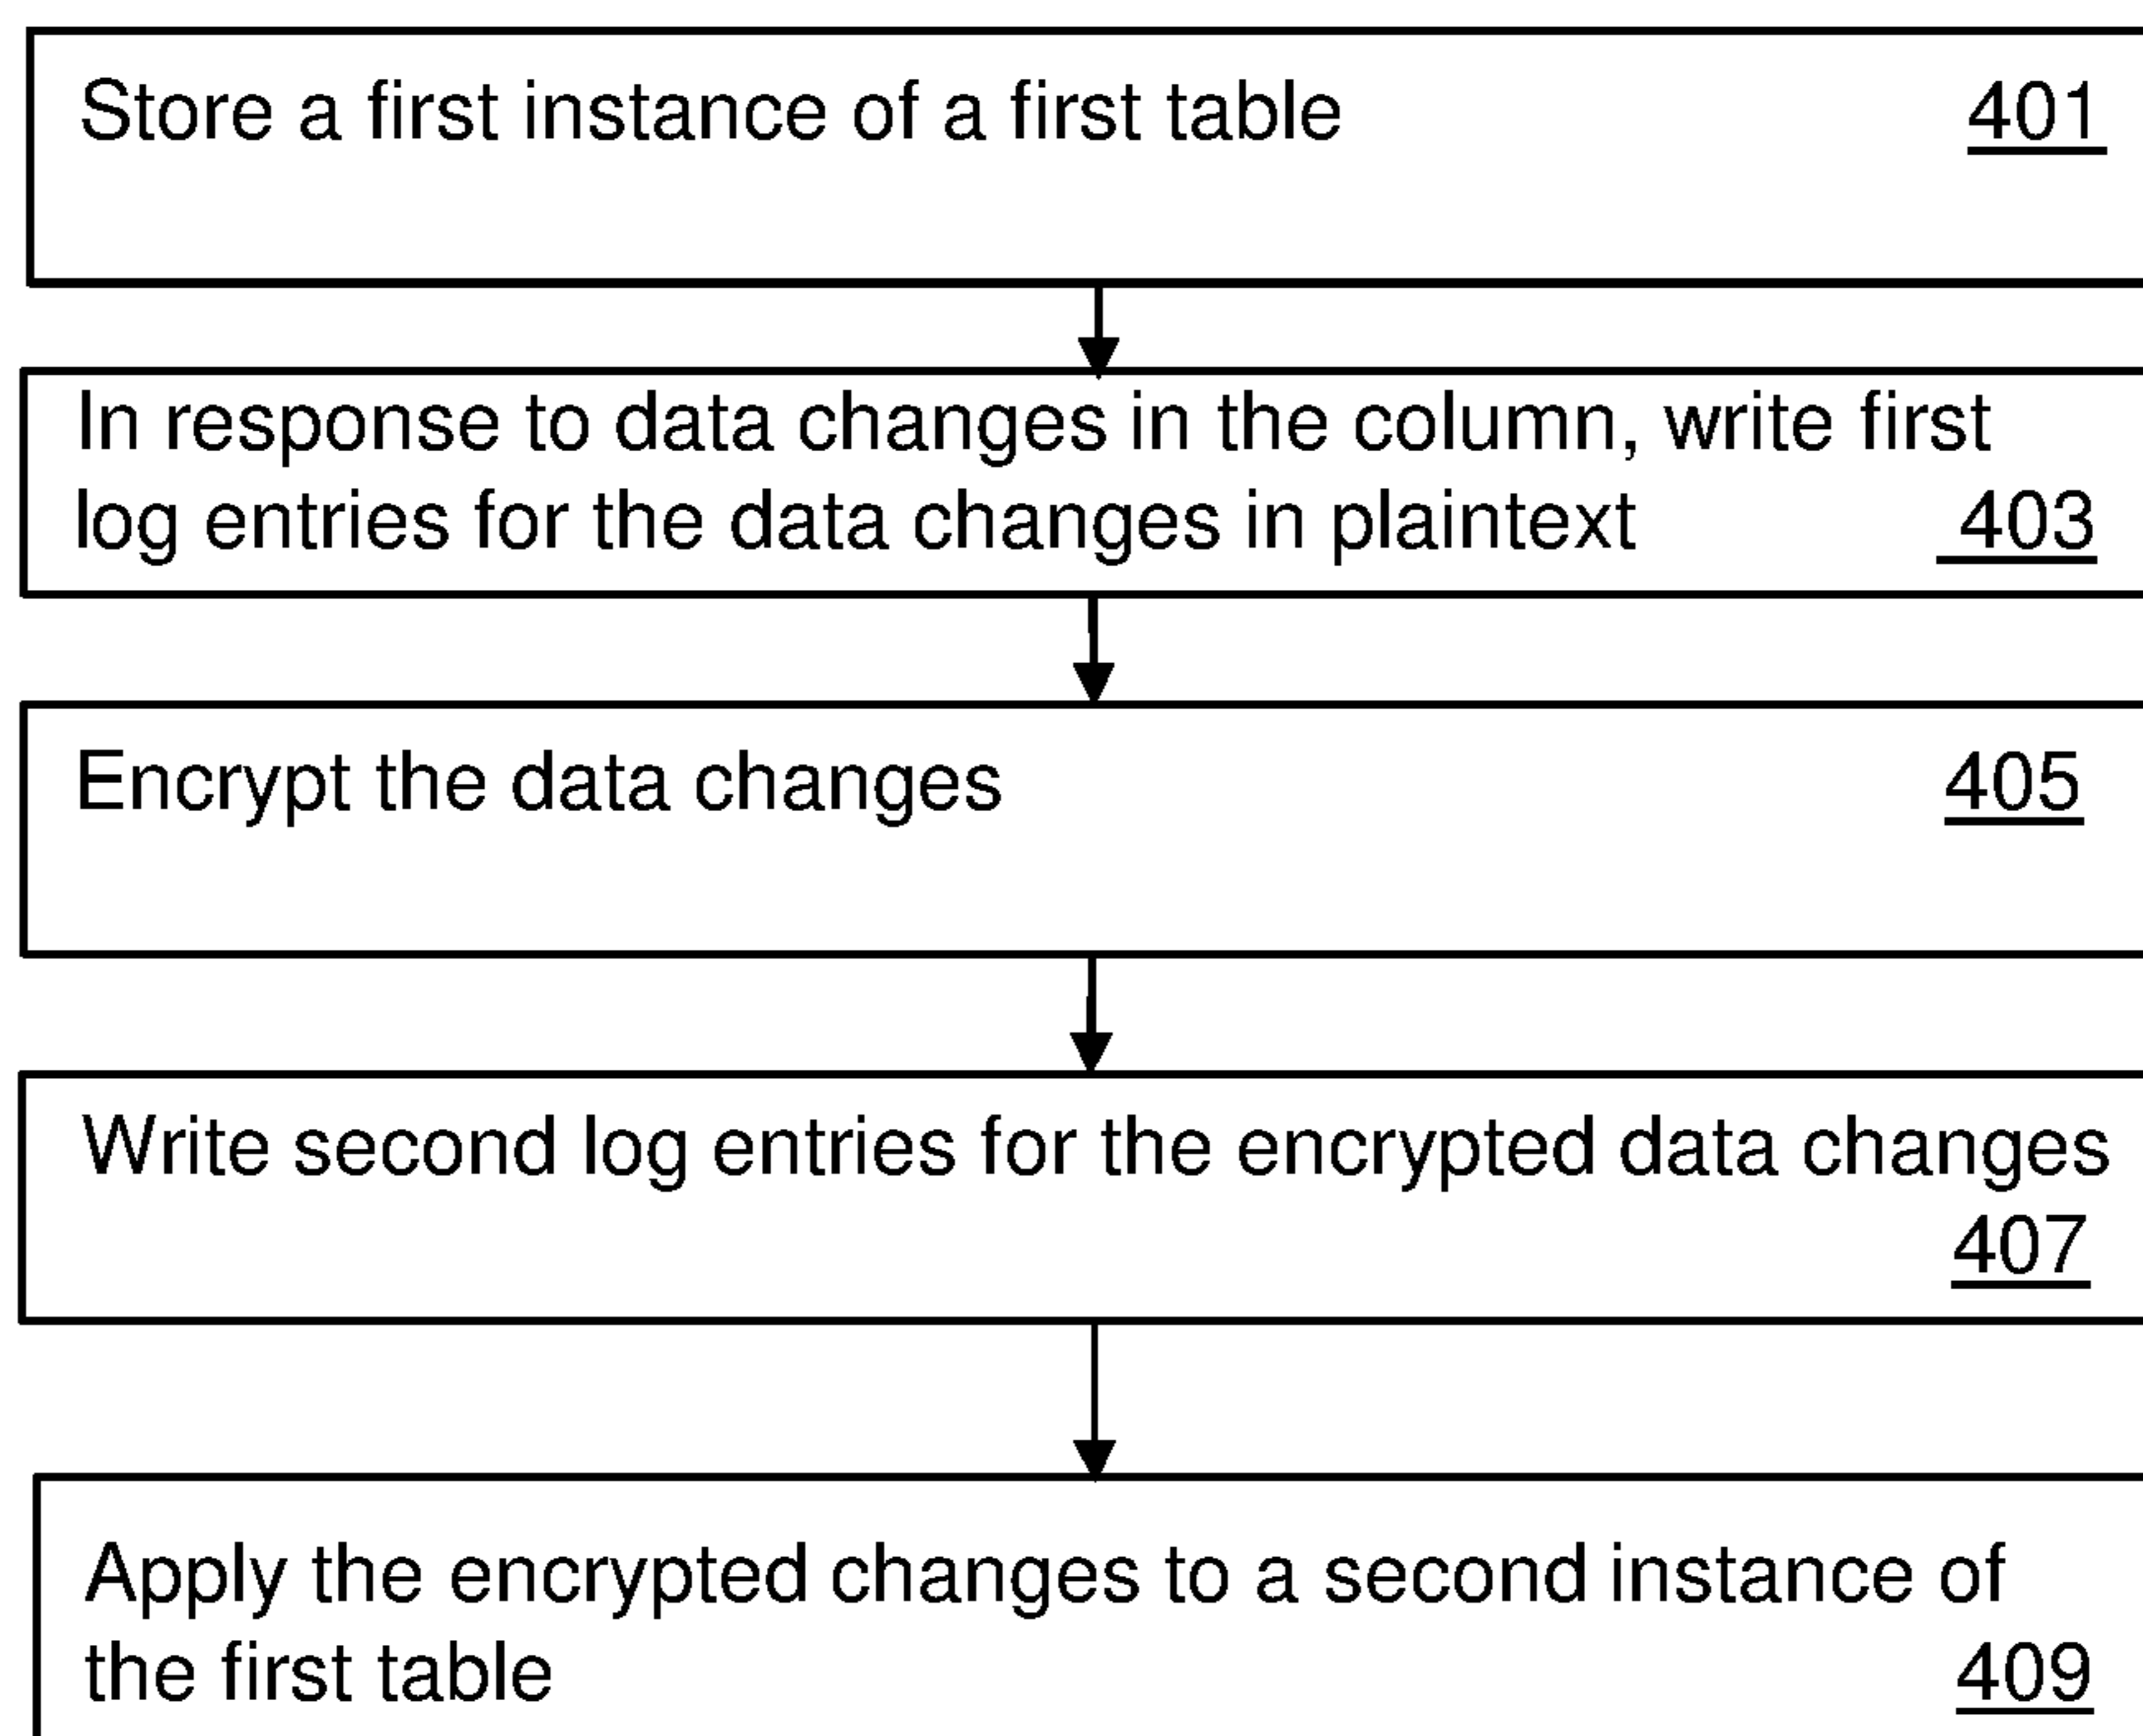 Store a first instance of a first table 401
In response to data changes in the column, write first
log entries for the data changes in plaintext 403
Encrypt the data changes 405
Write second log entries for the encrypted data changes
407
Apply the encrypted changes to a second instance of
the first table 409